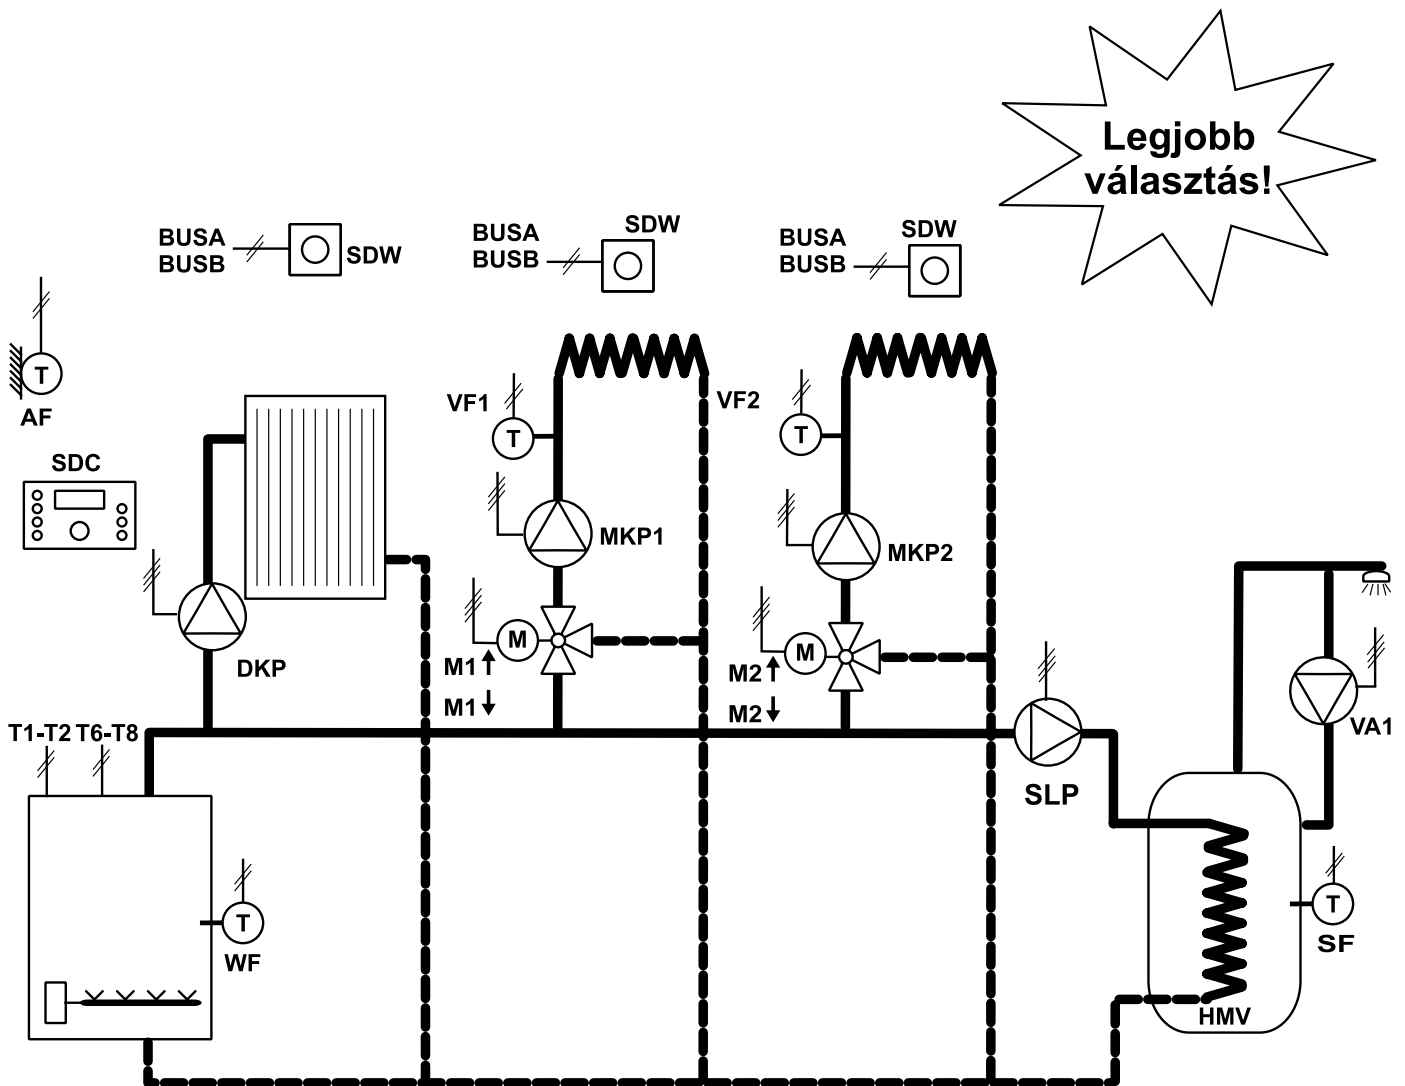 Legjobb
választás!
BUSA
BUSB
SDW
BUSA
BUSB
SDW
BUSA
BUSB
SDW
T
AF
SDC
VF1
T
VF2
T
MKP1
MKP2
DKP
M
M1
M1
M
M2
M2
VA1
T1-T2 T6-T8
SLP
T
WF
T
SF
HMV